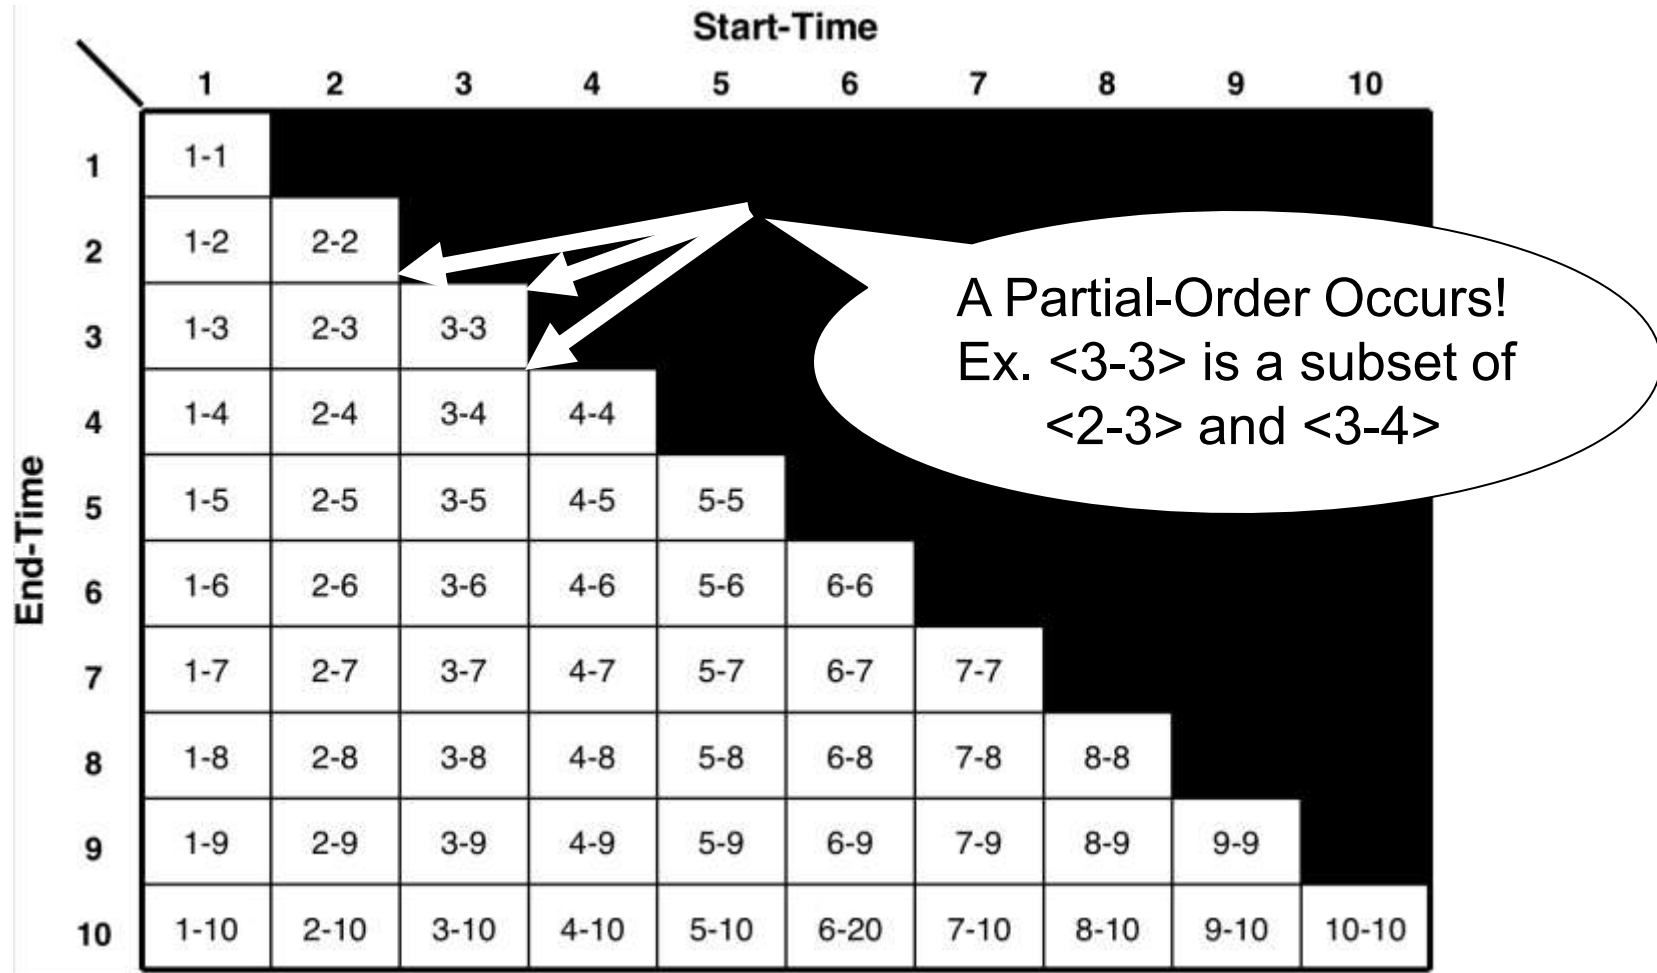 Start-Time
1 2 3 4 5 6 7 8 9 10
1 1-1
2 1-2 2-2
3 1-3 2-3 3-3
4 1-4 2-4 3-4 4-4
5 1-5 2-5 3-5 4-5 5-5
6 1-6 2-6 3-6 4-6 5-6 6-6
7 1-7 2-7 3-7 4-7 5-7 6-7 7-7
8 1-8 2-8 3-8 4-8 5-8 6-8 7-8 8-8
9 1-9 2-9 3-9 4-9 5-9 6-9 7-9 8-9 9-9
10 1-10 2-10 3-10 4-10 5-10 6-20 7-10 8-10 9-10 10-10
End-Time
A Partial-Order Occurs!
Ex. <3-3> is a subset of
<2-3> and <3-4>